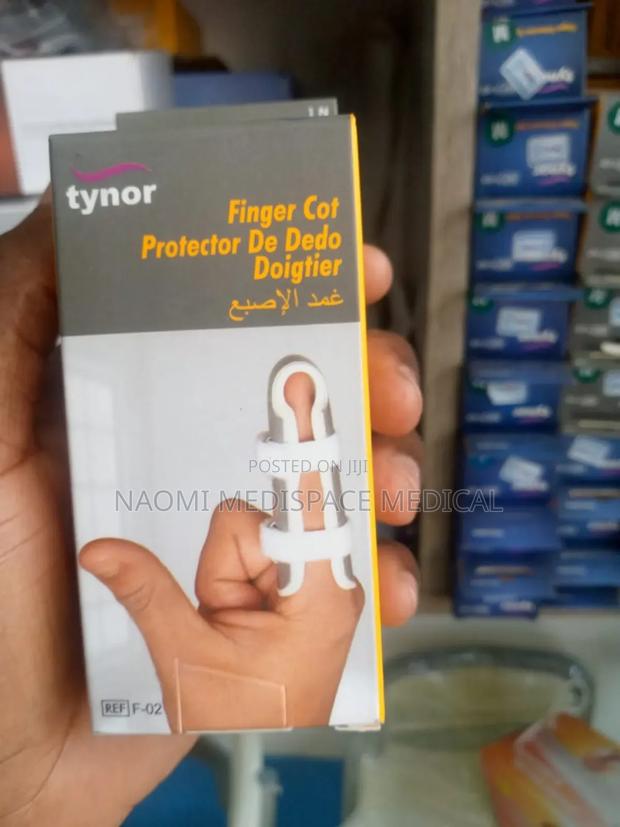 tynor
Finger Cot
Protector De Dedo
Doigtier
غمد الإصبع
POSTED ON JIJI
NAOMI MEDISPACE MEDICAL
REF F-02